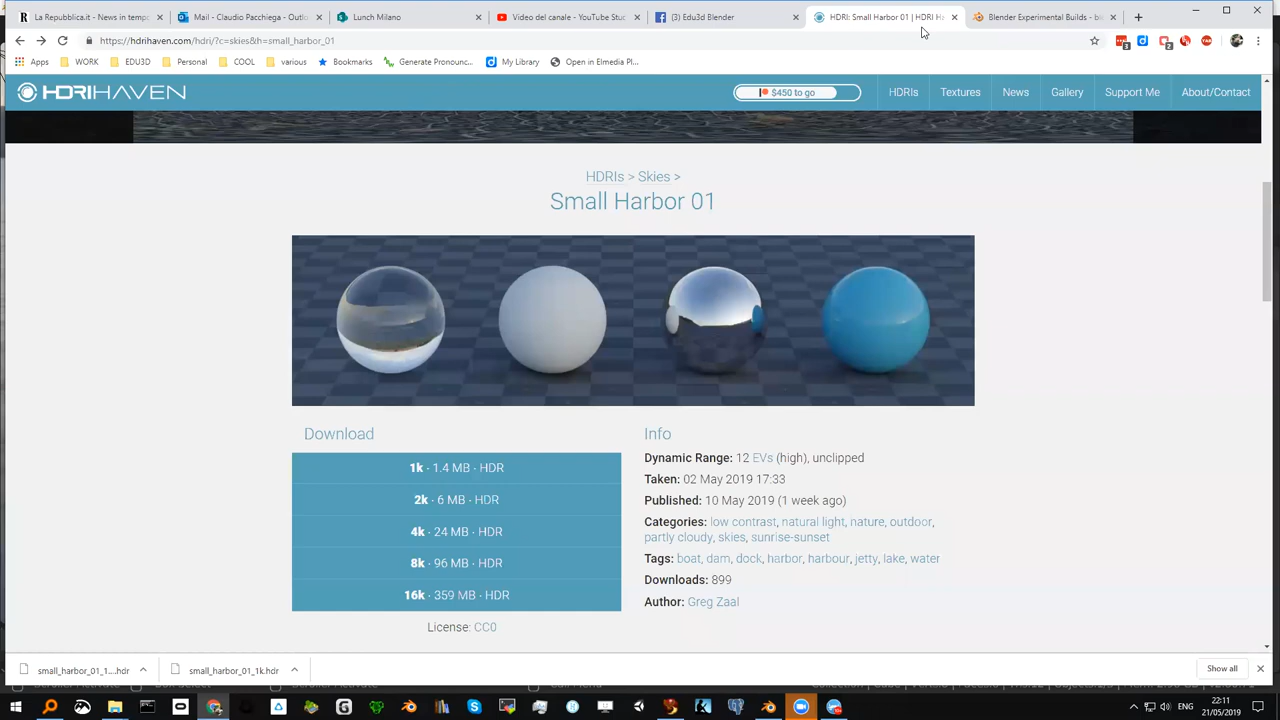 La Repubblica.it - News in tempo
Mail - Claudio Pacchiega - Outlo
Lunch Milano
Video del canale - YouTube Stud
(3) Edu3d Blender
HDRI: Small Harbor 01 | HDRI Ha
Blender Experimental Builds - ble
https://hdrihaven.com/hdri/?c=skies&h=small_harbor_01
Apps
WORK
EDU3D
Personal
COOL
various
Bookmarks
Generate Pronounc...
My Library
Open in Elmedia Pl...
HDRIHAVEN
$450 to go
HDRIs
Textures
News
Gallery
Support Me
About/Contact
HDRIs > Skies >
Small Harbor 01
Download
1k · 1.4 MB · HDR
2k · 6 MB · HDR
4k · 24 MB · HDR
8k · 96 MB · HDR
16k · 359 MB · HDR
License: CC0
Info
Dynamic Range: 12 EVs (high), unclipped
Taken: 02 May 2019 17:33
Published: 10 May 2019 (1 week ago)
Categories: low contrast, natural light, nature, outdoor,
partly cloudy, skies, sunrise-sunset
Tags: boat, dam, dock, harbor, harbour, jetty, lake, water
Downloads: 899
Author: Greg Zaal
small_harbor_01_1....hdr
small_harbor_01_1k.hdr
Show all
ENG
22:11
21/05/2019